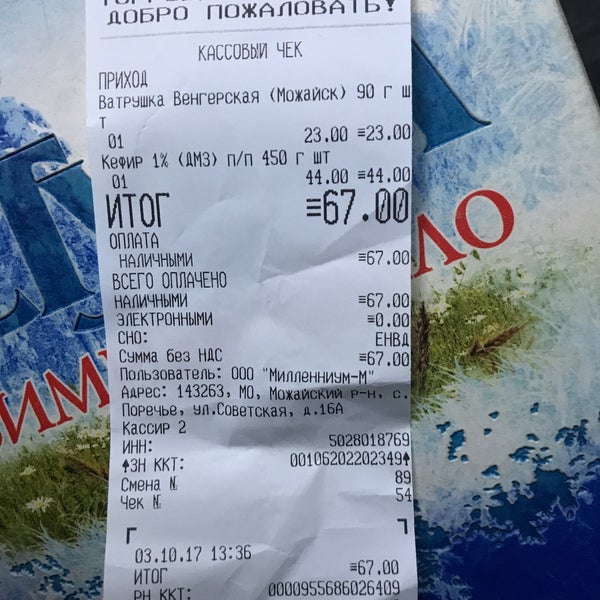 ДОБРО ПОЖАЛОВАТЬ!
КАССОВЫЙ ЧЕК
ПРИХОД
Ватрушка Венгерская (Можайск) 90 г ш
т
01 23.00 ≡23.00
Кефир 1% (ДМЗ) п/п 450 г шт
01 44.00 ≡44.00
ИТОГ ≡67.00
ОПЛАТА
НАЛИЧНЫМИ ≡67.00
ВСЕГО ОПЛАЧЕНО
НАЛИЧНЫМИ ≡67.00
ЭЛЕКТРОННЫМИ ≡0.00
СНО: ЕНВД
Сумма без НДС ≡67.00
Пользователь: ООО "Миллениум-М"
Адрес: 143263, МО, Можайский р-н, с.
Поречье, ул.Советская, д.16А
Кассир 2
ИНН: 5028018769
♠ЗН ККТ: 00106202202349♠
Смена № 89
Чек № 54
03.10.17 13:36
ИТОГ ≡67.00
РН ККТ: 0000955686026409